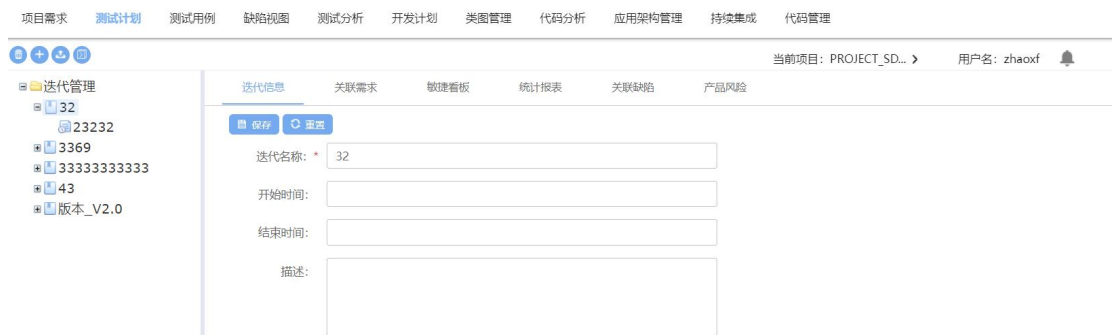 项目需求 测试计划 测试用例 缺陷视图 测试分析 开发计划 类图管理 代码分析 应用架构管理 持续集成 代码管理
当前项目: PROJECT_SD... 用户名: zhaoxf
迭代管理
32
23232
3369
33333333333
43
版本_V2.0
迭代信息 关联需求 敏捷看板 统计报表 关联缺陷 产品风险
保存 重置
迭代名称: * 32
开始时间:
结束时间:
描述: